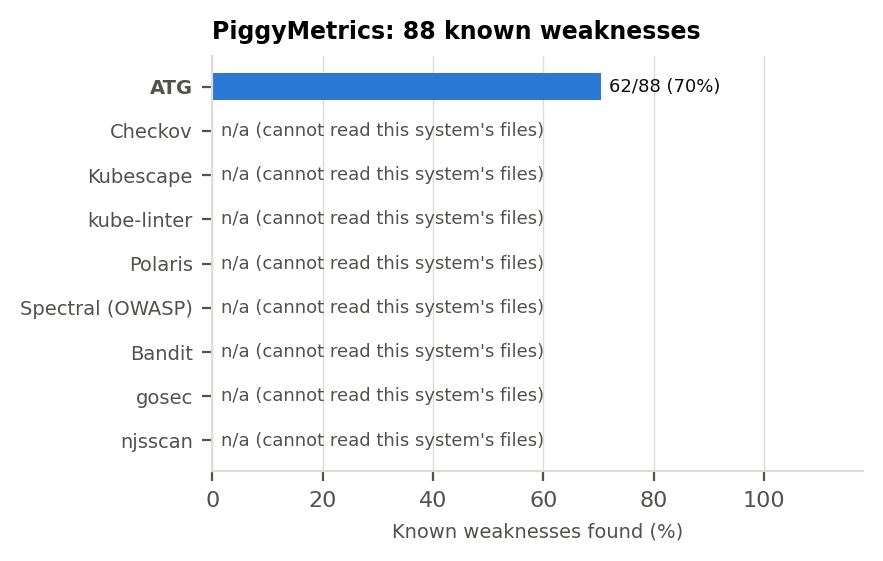 PiggyMetrics: 88 known weaknesses
ATG 62/88 (70%)
Checkov n/a (cannot read this system's files)
Kubescape n/a (cannot read this system's files)
kube-linter n/a (cannot read this system's files)
Polaris n/a (cannot read this system's files)
Spectral (OWASP) n/a (cannot read this system's files)
Bandit n/a (cannot read this system's files)
gosec n/a (cannot read this system's files)
njsscan n/a (cannot read this system's files)
0 20 40 60 80 100
Known weaknesses found (%)